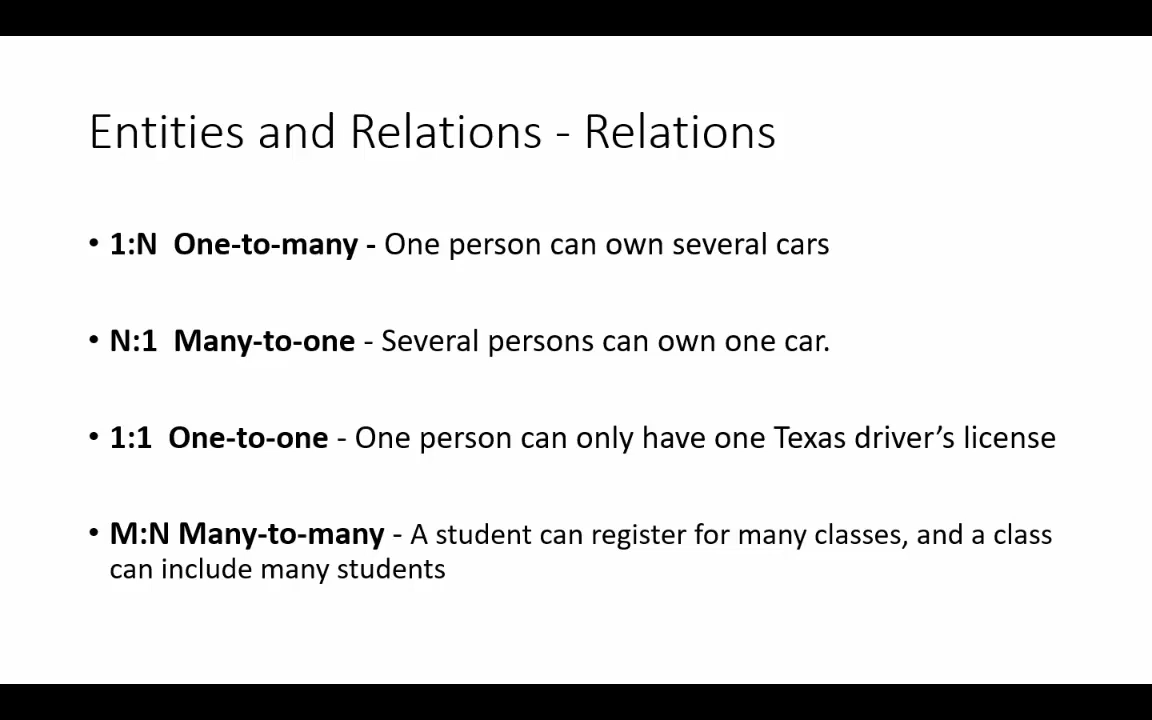 Entities and Relations - Relations
• 1:N  One-to-many - One person can own several cars
• N:1  Many-to-one - Several persons can own one car.
• 1:1  One-to-one - One person can only have one Texas driver’s license
• M:N Many-to-many - A student can register for many classes, and a class
can include many students